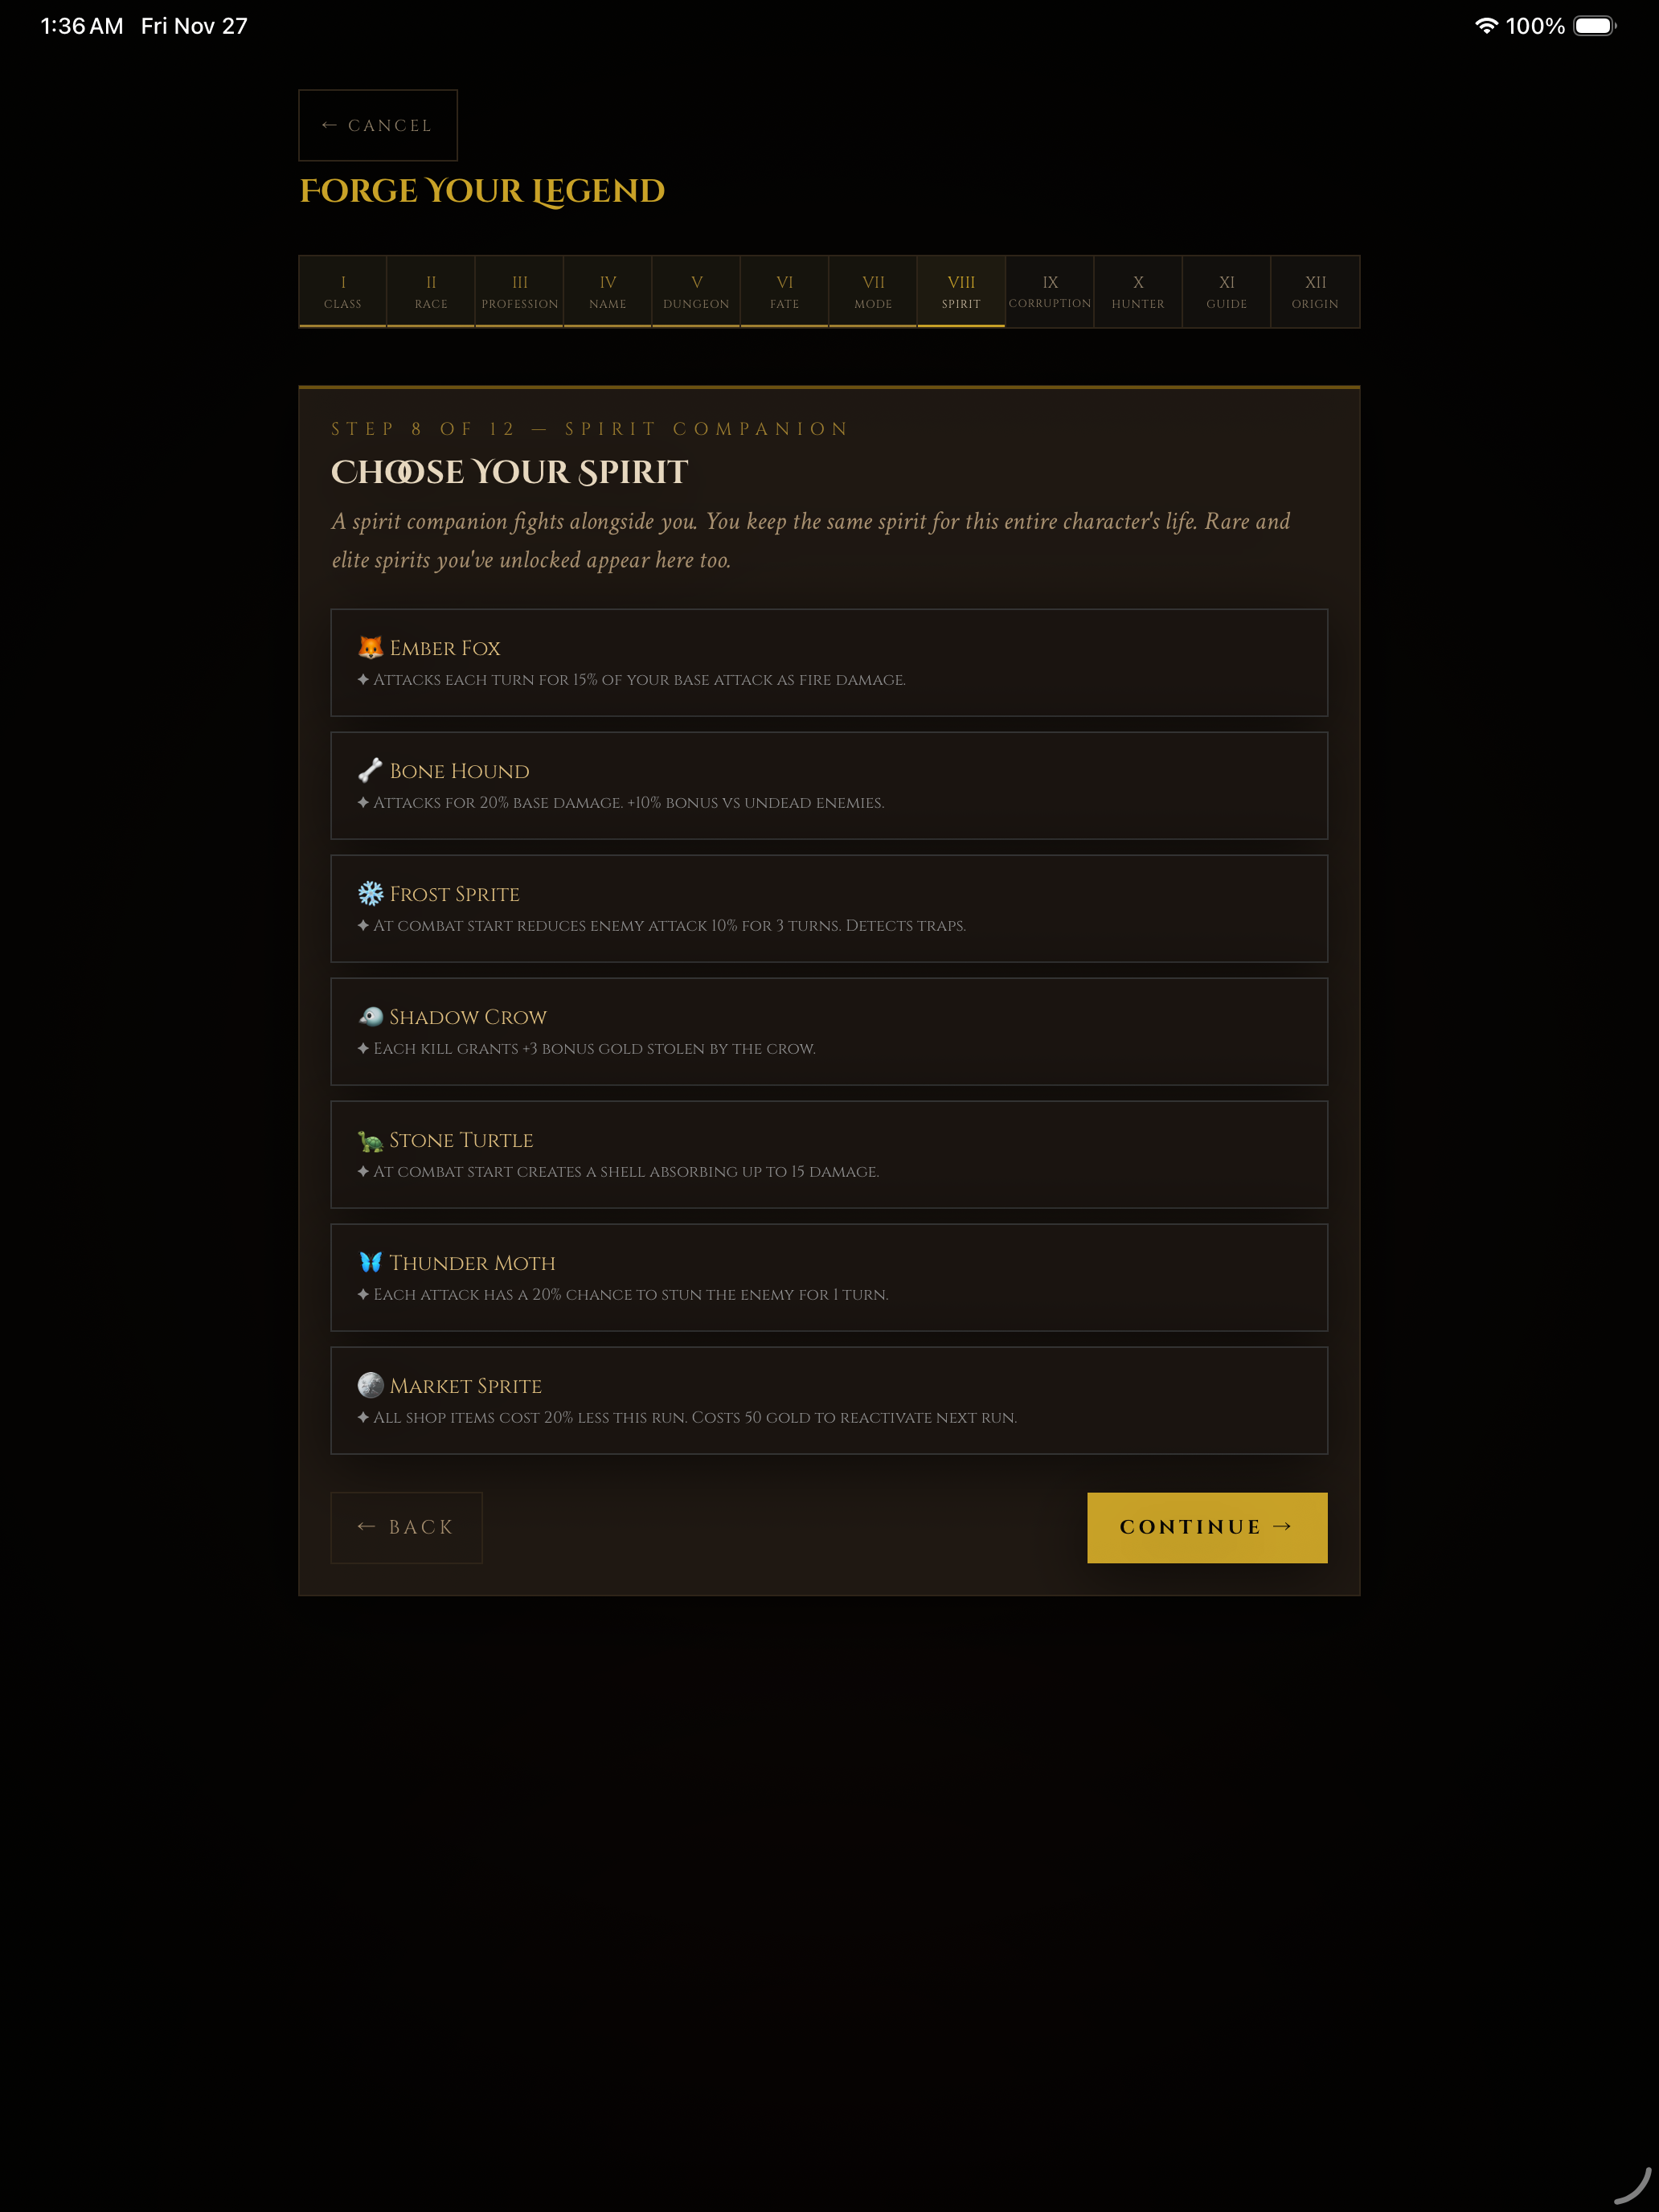 1:36 AM Fri Nov 27 100%
← CANCEL
Forge Your Legend
I II III IV V VI VII VIII IX X XI XII
CLASS RACE PROFESSION NAME DUNGEON FATE MODE SPIRIT CORRUPTION HUNTER GUIDE ORIGIN
STEP 8 OF 12 — SPIRIT COMPANION
Choose Your Spirit
A spirit companion fights alongside you. You keep the same spirit for this entire character's life. Rare and
elite spirits you've unlocked appear here too.
🦊 Ember Fox
✦ Attacks each turn for 15% of your base attack as fire damage.
🦴 Bone Hound
✦ Attacks for 20% base damage. +10% bonus vs undead enemies.
❄️ Frost Sprite
✦ At combat start reduces enemy attack 10% for 3 turns. Detects traps.
Shadow Crow
✦ Each kill grants +3 bonus gold stolen by the crow.
🐢 Stone Turtle
✦ At combat start creates a shell absorbing up to 15 damage.
🦋 Thunder Moth
✦ Each attack has a 20% chance to stun the enemy for 1 turn.
Market Sprite
✦ All shop items cost 20% less this run. Costs 50 gold to reactivate next run.
← BACK
CONTINUE →